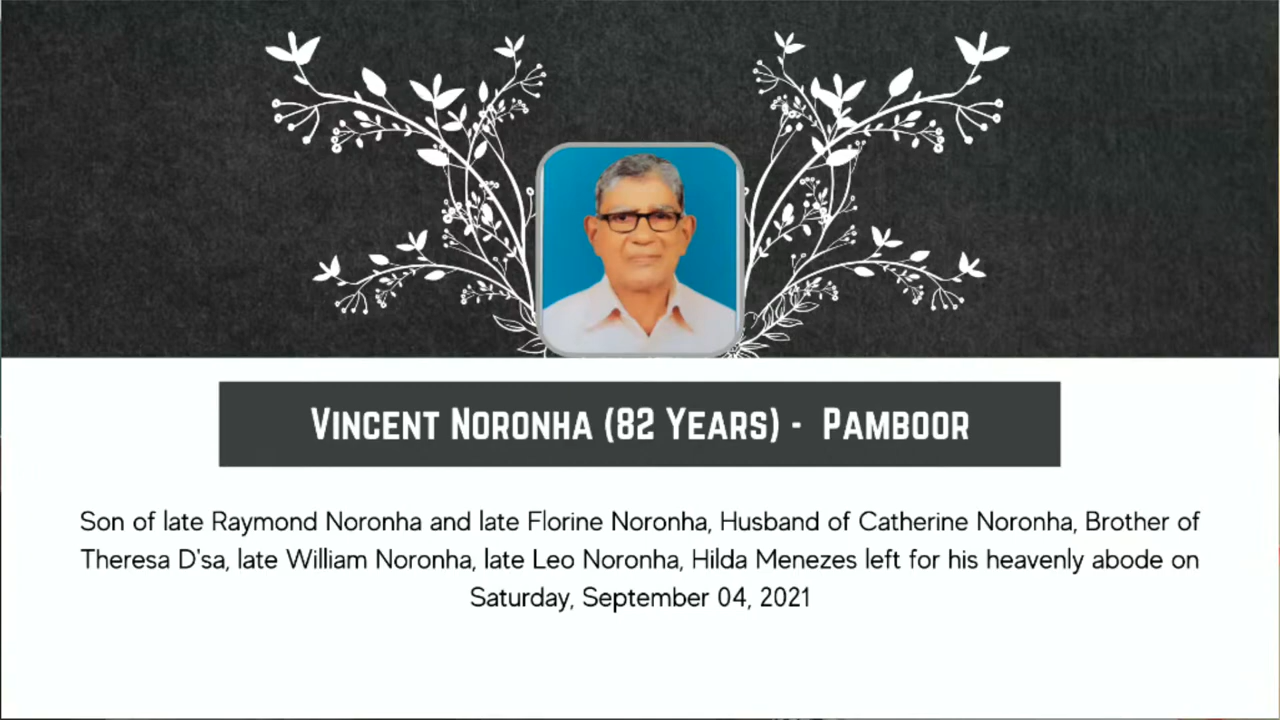 Vincent Noronha (82 Years) - Pamboor
Son of late Raymond Noronha and late Florine Noronha, Husband of Catherine Noronha, Brother of
Theresa D'sa, late William Noronha, late Leo Noronha, Hilda Menezes left for his heavenly abode on
Saturday, September 04, 2021